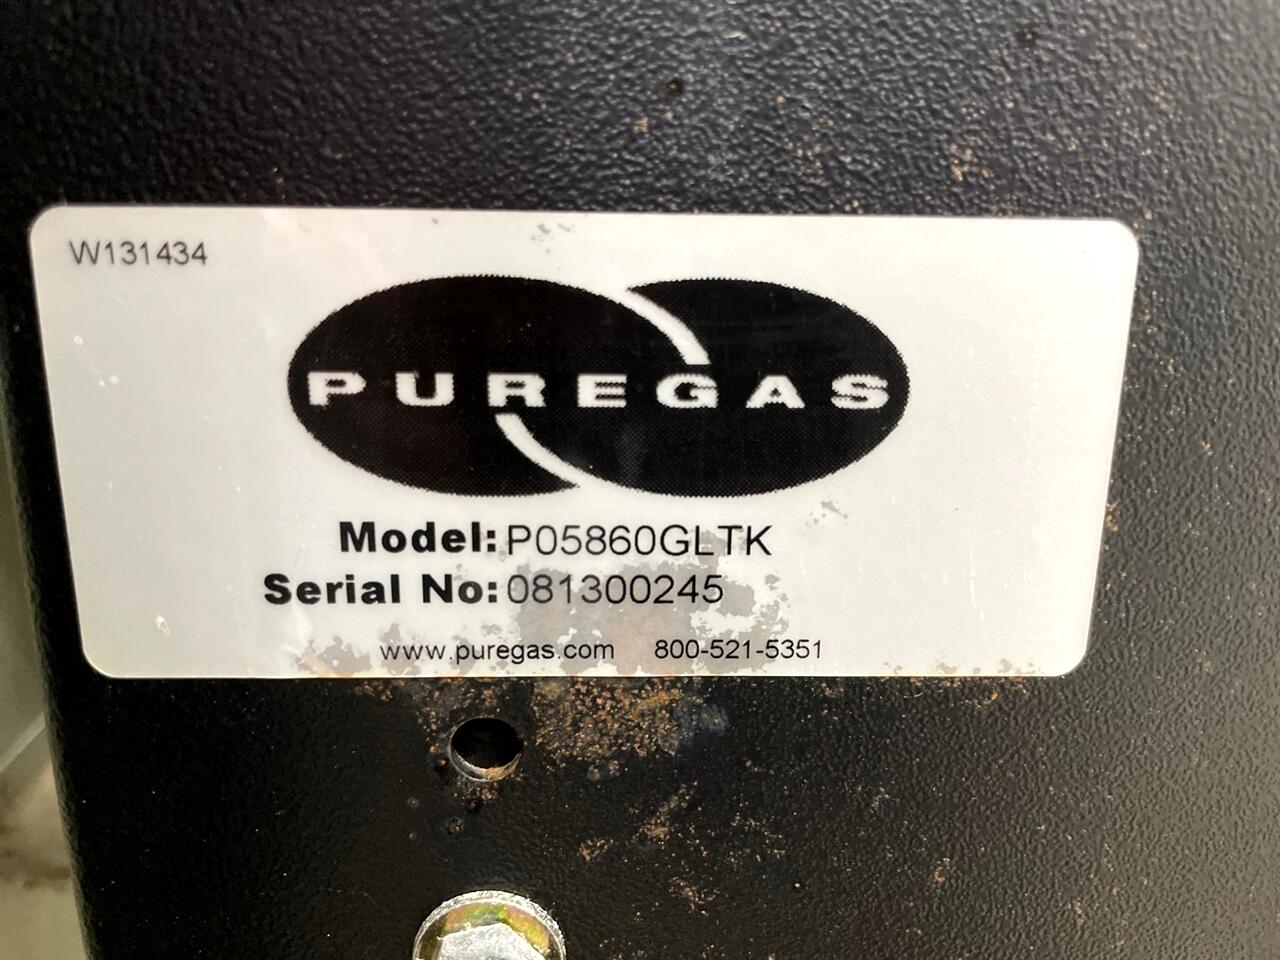 W131434
PUREGAS
Model: P05860GLTK
Serial No: 081300245
www.puregas.com 800-521-5351